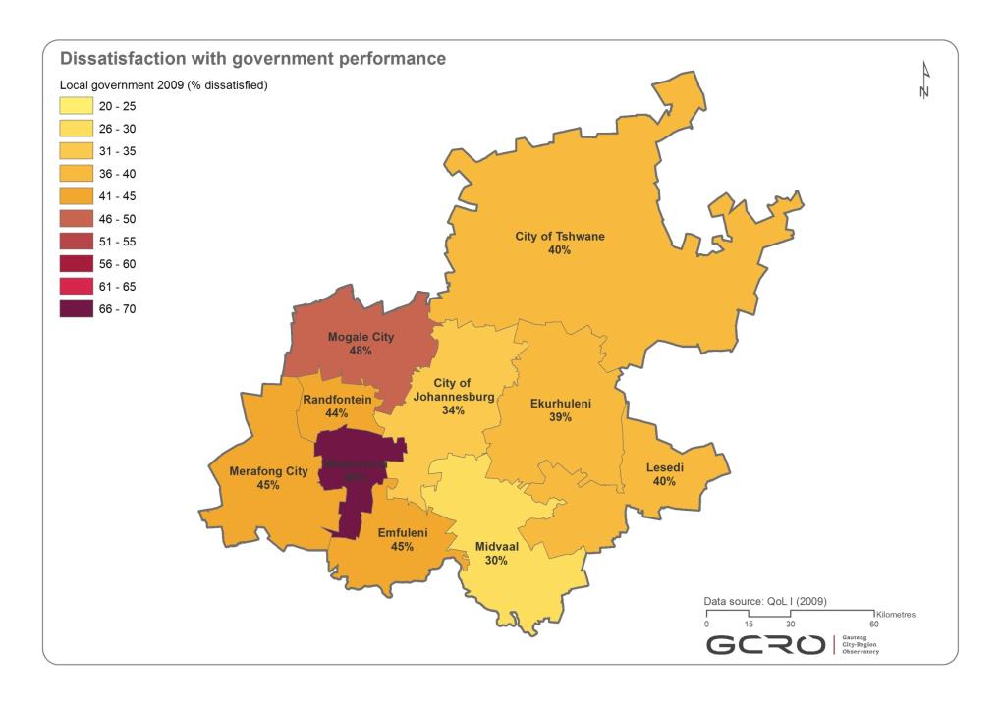 Dissatisfaction with government performance
Local government 2009 (% dissatisfied)
20 - 25
26 - 30
31 - 35
36 - 40
41 - 45
46 - 50
51 - 55
56 - 60
61 - 65
66 - 70
N
City of Tshwane
40%
Mogale City
48%
Randfontein
44%
City of
Johannesburg
34%
Ekurhuleni
39%
Merafong City
45%
Lesedi
40%
Emfuleni
45%
Midvaal
30%
Data source: QoL I (2009)
Kilometres
0 15 30 60
GCRO
Gauteng
City-Region
Observatory